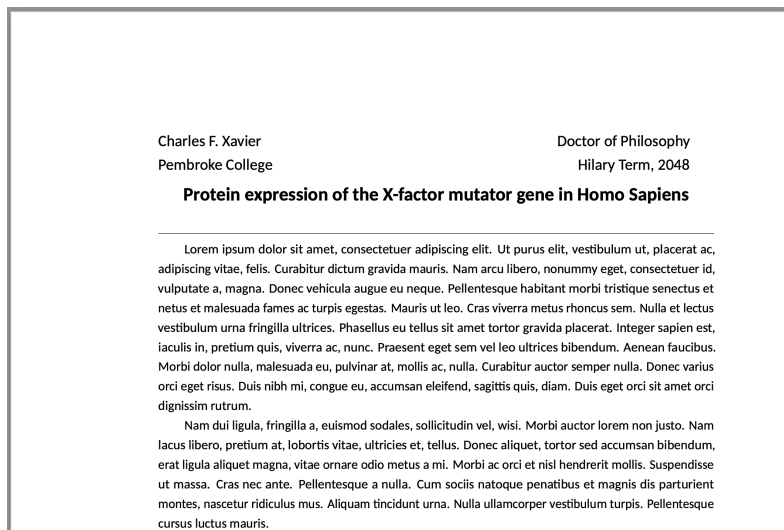 Charles F. Xavier Doctor of Philosophy
Pembroke College Hilary Term, 2048
Protein expression of the X-factor mutator gene in Homo Sapiens
Lorem ipsum dolor sit amet, consectetuer adipiscing elit. Ut purus elit, vestibulum ut, placerat ac,
adipiscing vitae, felis. Curabitur dictum gravida mauris. Nam arcu libero, nonummy eget, consectetuer id,
vulputate a, magna. Donec vehicula augue eu neque. Pellentesque habitant morbi tristique senectus et
netus et malesuada fames ac turpis egestas. Mauris ut leo. Cras viverra metus rhoncus sem. Nulla et lectus
vestibulum urna fringilla ultrices. Phasellus eu tellus sit amet tortor gravida placerat. Integer sapien est,
iaculis in, pretium quis, viverra ac, nunc. Praesent eget sem vel leo ultrices bibendum. Aenean faucibus.
Morbi dolor nulla, malesuada eu, pulvinar at, mollis ac, nulla. Curabitur auctor semper nulla. Donec varius
orci eget risus. Duis nibh mi, congue eu, accumsan eleifend, sagittis quis, diam. Duis eget orci sit amet orci
dignissim rutrum.
Nam dui ligula, fringilla a, euismod sodales, sollicitudin vel, wisi. Morbi auctor lorem non justo. Nam
lacus libero, pretium at, lobortis vitae, ultricies et, tellus. Donec aliquet, tortor sed accumsan bibendum,
erat ligula aliquet magna, vitae ornare odio metus a mi. Morbi ac orci et nisl hendrerit mollis. Suspendisse
ut massa. Cras nec ante. Pellentesque a nulla. Cum sociis natoque penatibus et magnis dis parturient
montes, nascetur ridiculus mus. Aliquam tincidunt urna. Nulla ullamcorper vestibulum turpis. Pellentesque
cursus luctus mauris.